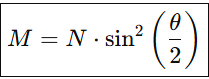 M = N · sin² (θ/2)